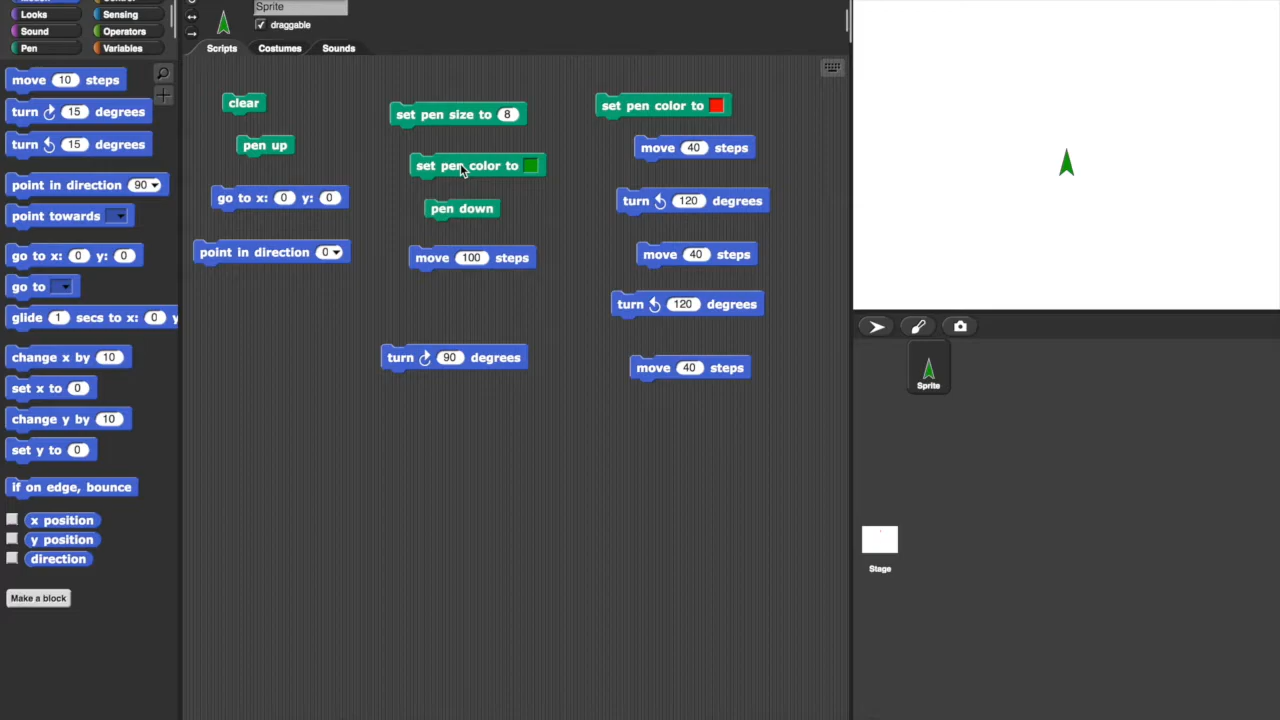 Sprite
Looks
Sensing
draggable
Sound
Operators
Pen
Variables
Scripts
Costumes
Sounds
move 10 steps
turn 15 degrees
turn 15 degrees
point in direction 90
point towards
go to x: 0 y: 0
go to
glide 1 secs to x: 0 y
change x by 10
set x to 0
change y by 10
set y to 0
if on edge, bounce
x position
y position
direction
Make a block
clear
pen up
go to x: 0 y: 0
point in direction 0
set pen size to 8
set pen color to
pen down
move 100 steps
turn 90 degrees
set pen color to
move 40 steps
turn 120 degrees
move 40 steps
turn 120 degrees
move 40 steps
Sprite
Stage